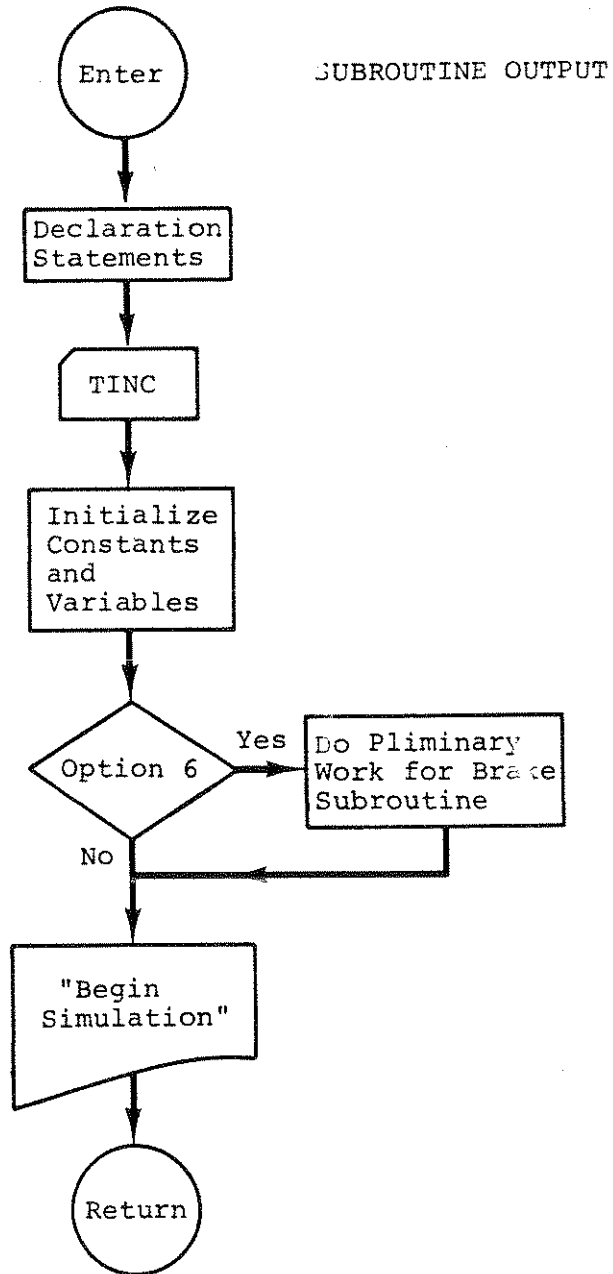 Enter
SUBROUTINE OUTPUT
Declaration
Statements
TINC
Initialize
Constants
and
Variables
Option 6
Yes
Do Pliminary
Work for Brake
Subroutine
No
"Begin
Simulation"
Return